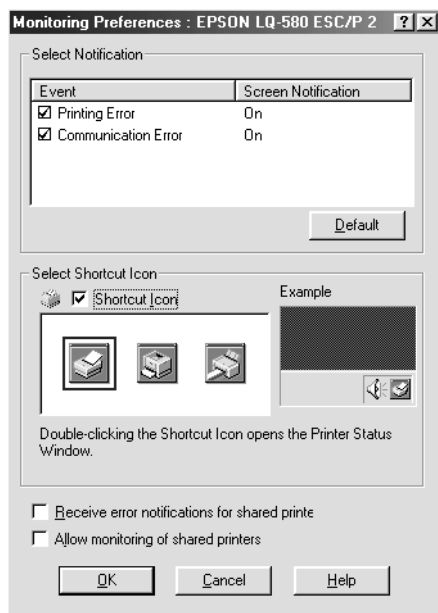 Monitoring Preferences : EPSON LQ-580 ESC/P 2
Select Notification
Event Screen Notification
Printing Error On
Communication Error On
Default
Select Shortcut Icon
Shortcut Icon
Example
Double-clicking the Shortcut Icon opens the Printer Status
Window.
Receive error notifications for shared printe
Allow monitoring of shared printers
OK Cancel Help